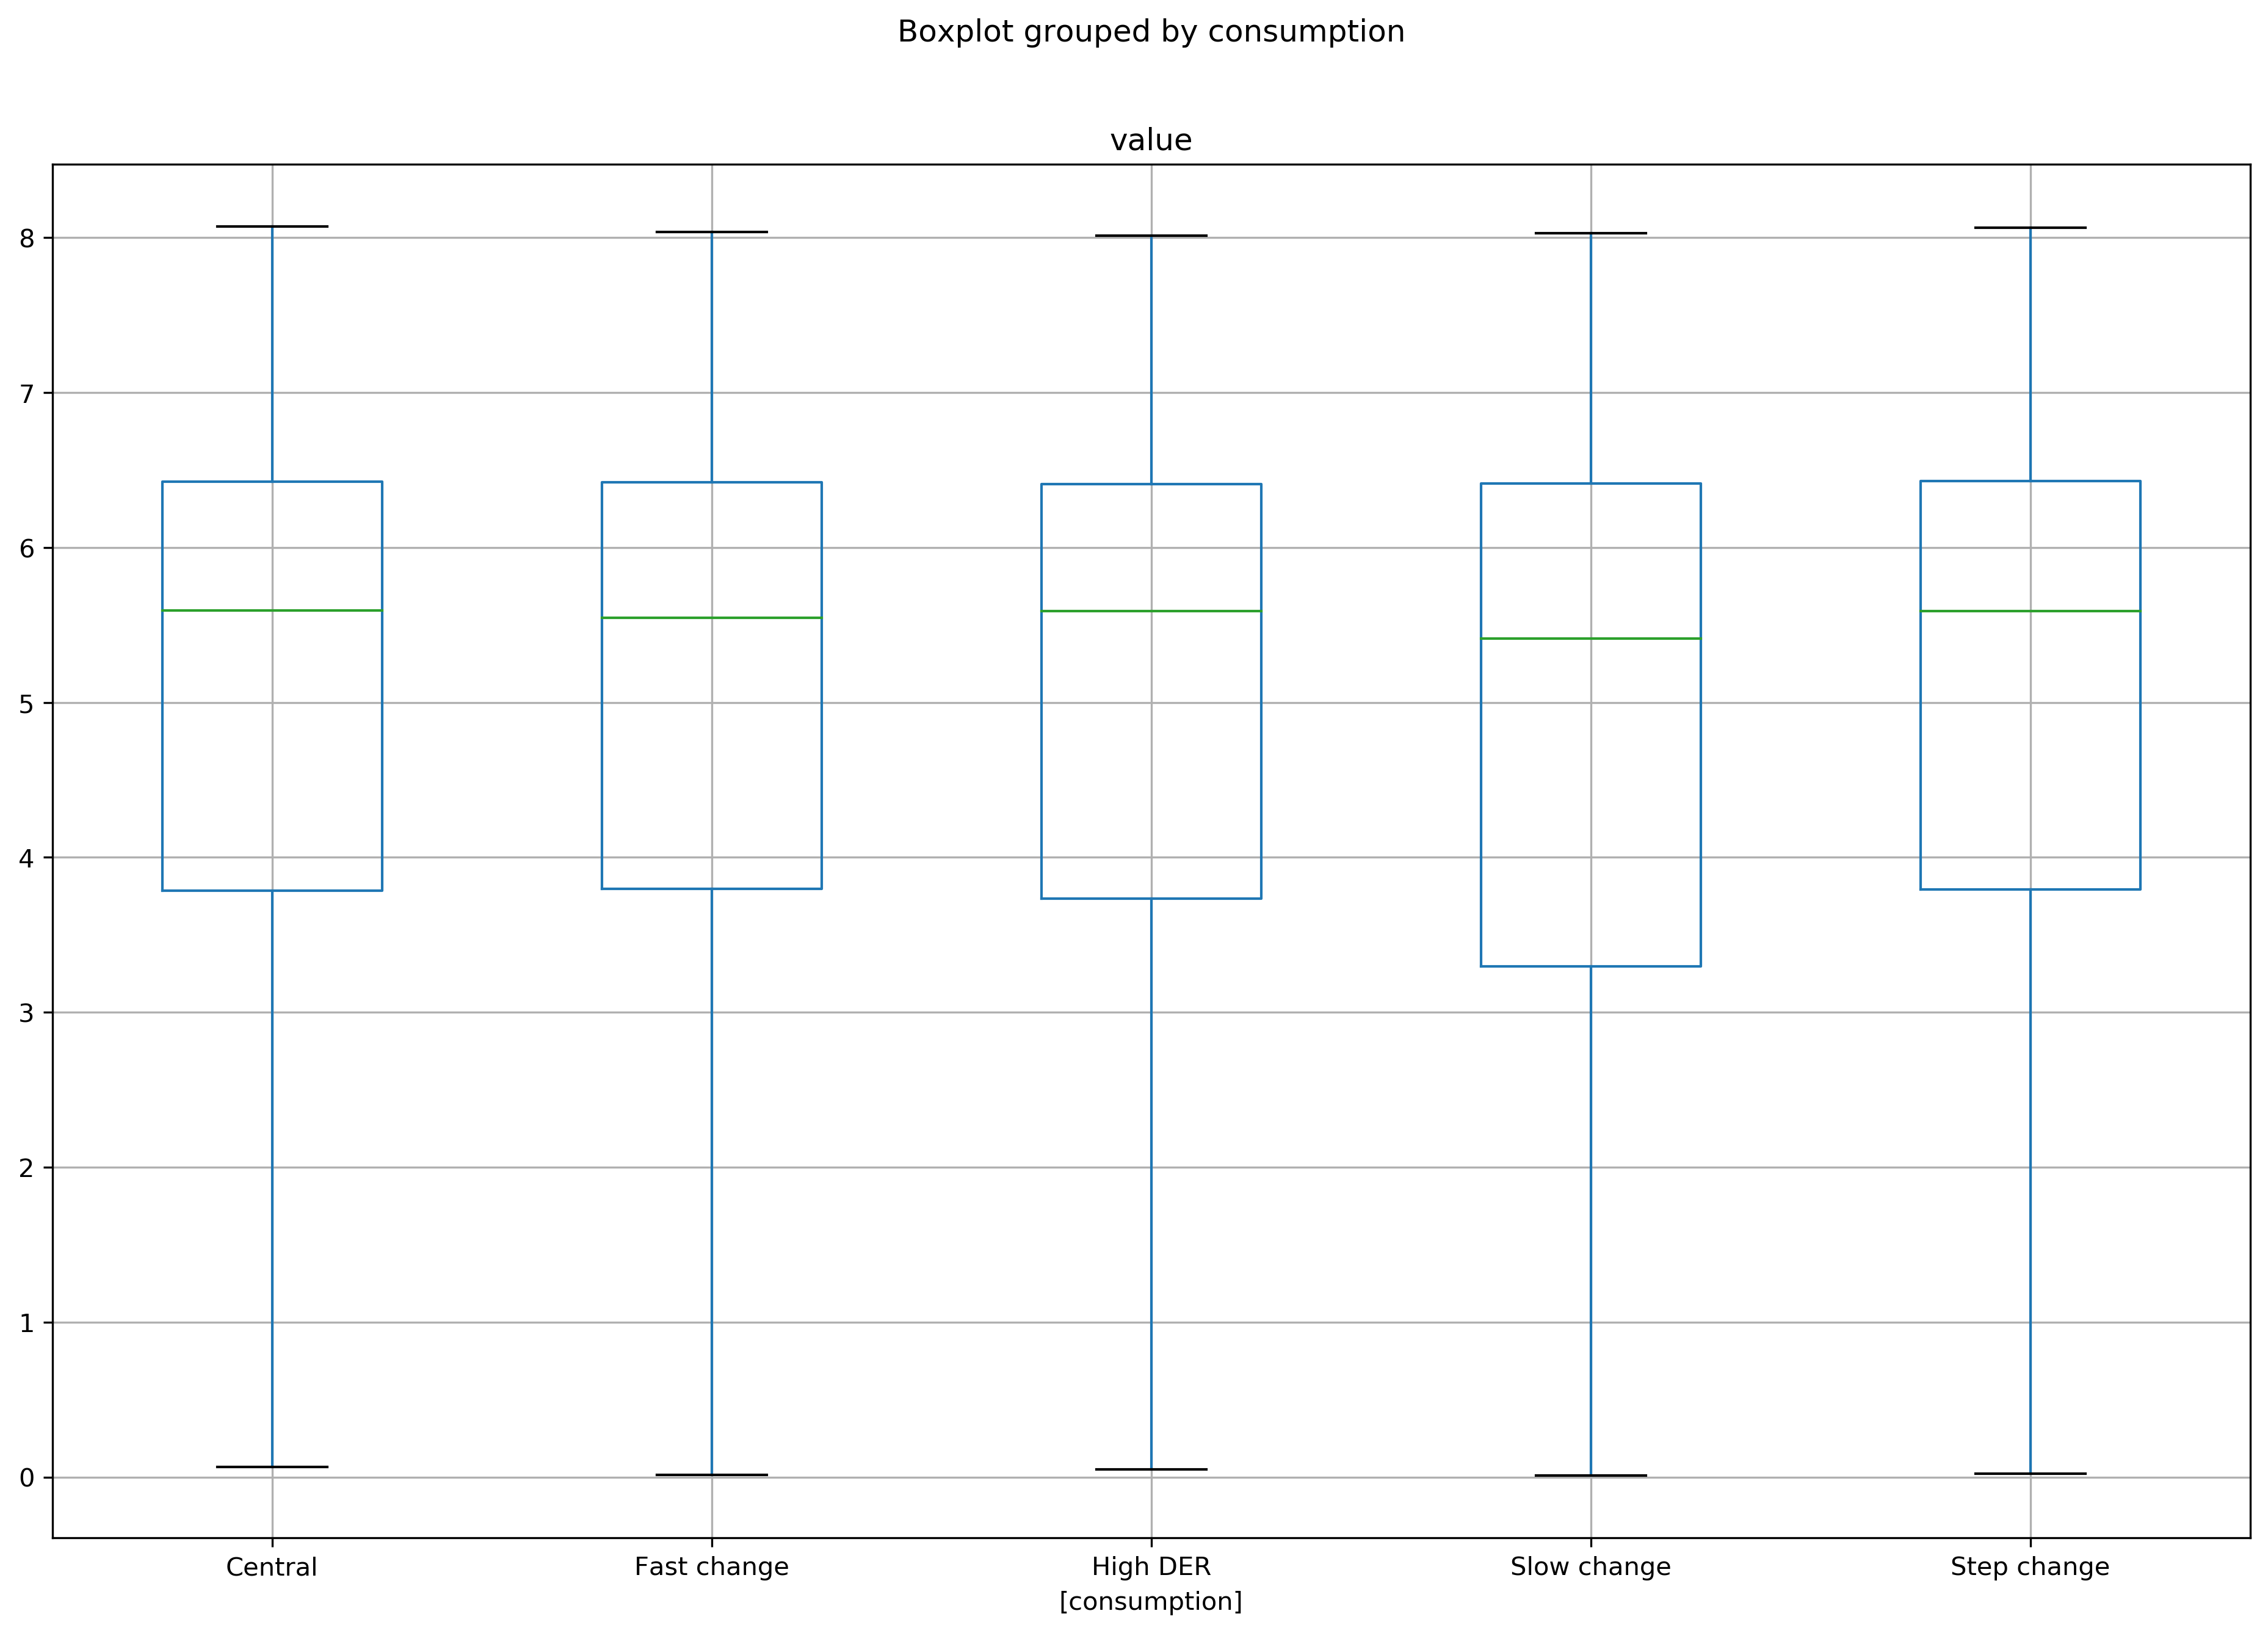 Boxplot grouped by consumption
value
8
7
6
5
4
3
2
1
0
Central Fast change High DER Slow change Step change
[consumption]